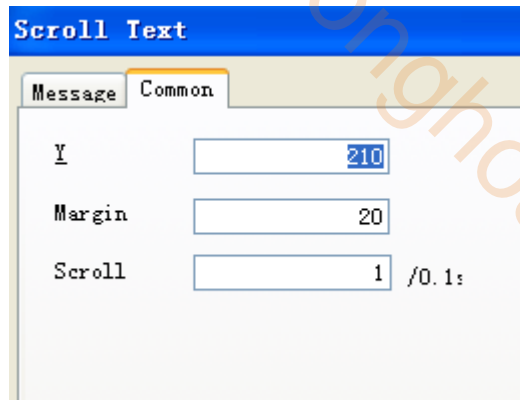 Scroll Text
Message Common
Y 210
Margin 20
Scroll 1 /0.1s